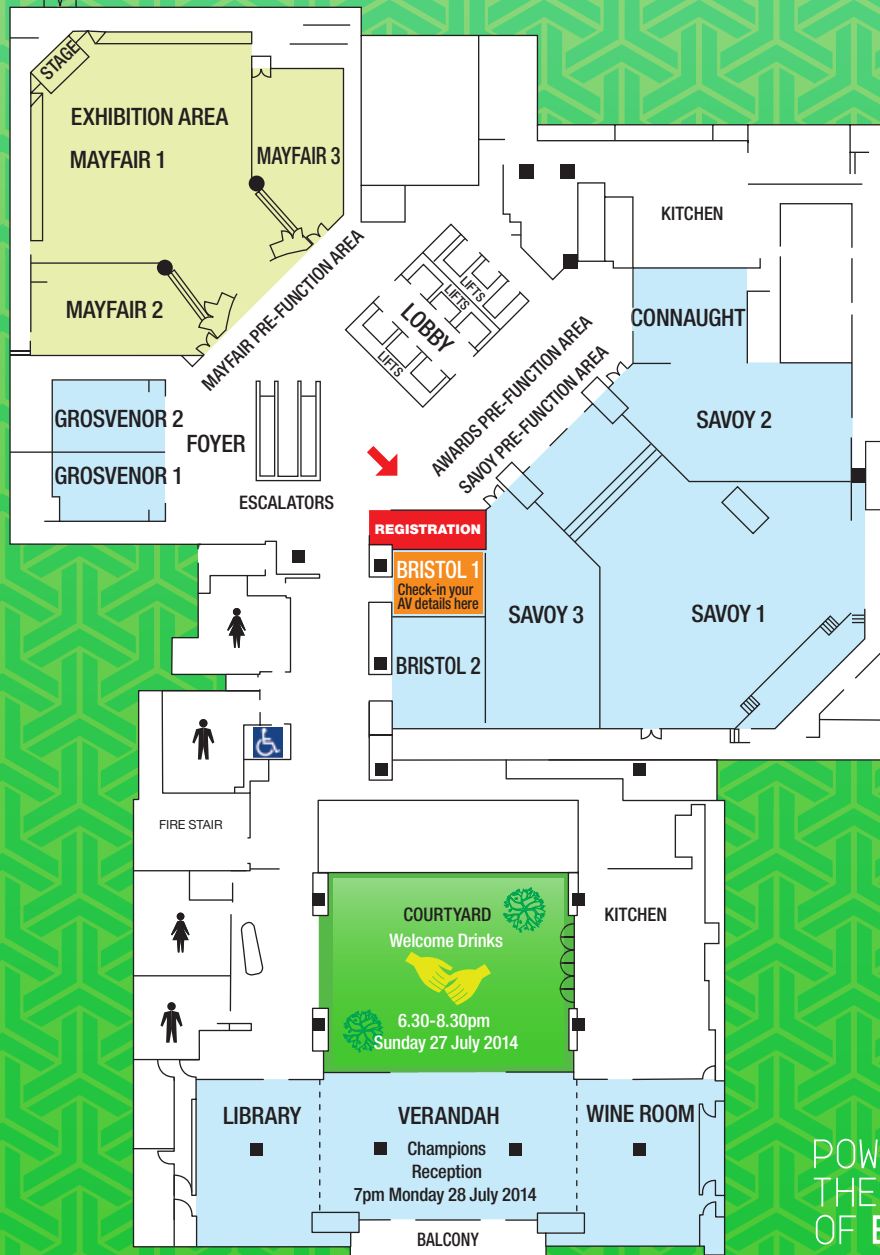 STAGE
EXHIBITION AREA
MAYFAIR 1
MAYFAIR 3
MAYFAIR 2
MAYFAIR PRE-FUNCTION AREA
KITCHEN
LIFTS
LIFTS
LOBBY
LIFTS
CONNAUGHT
AWARDS PRE-FUNCTION AREA
SAVOY PRE-FUNCTION AREA
SAVOY 2
GROSVENOR 2
FOYER
GROSVENOR 1
ESCALATORS
REGISTRATION
BRISTOL 1
Check-in your
AV details here
SAVOY 3
SAVOY 1
BRISTOL 2
FIRE STAIR
COURTYARD
Welcome Drinks
6.30-8.30pm
Sunday 27 July 2014
KITCHEN
LIBRARY
VERANDAH
Champions
Reception
7pm Monday 28 July 2014
WINE ROOM
BALCONY
POW
THE
OF